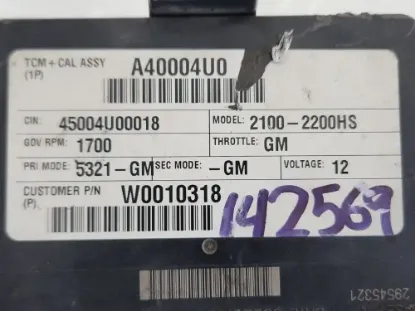 TCM+CAL ASSY A40004U0
(1P)
CIN: 45004U00018 MODEL: 2100-2200HS
GOV RPM: 1700 THROTTLE: GM
PRI MODE: 5321-GM SEC MODE: -GM VOLTAGE: 12
CUSTOMER P/N W0010318
(P)
142569
29545321